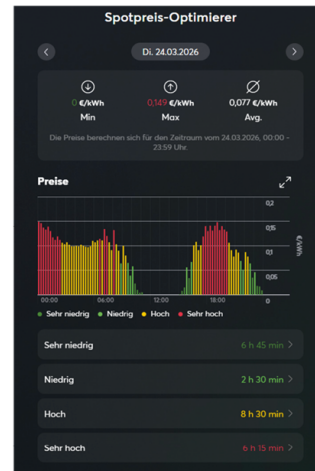 Spotpreis-Optimierer
Di. 24.03.2026
0 €/kWh
0,149 €/kWh
0,077 €/kWh
Min
Max
Avg.
Die Preise berechnen sich für den Zeitraum vom 24.03.2026, 00:00 -
23:59 Uhr.
Preise
0,2
0,15
0,1
0,05
0
€/kWh
00:00
06:00
12:00
18:00
Sehr niedrig
Niedrig
Hoch
Sehr hoch
Sehr niedrig
6 h 45 min
Niedrig
2 h 30 min
Hoch
8 h 30 min
Sehr hoch
6 h 15 min